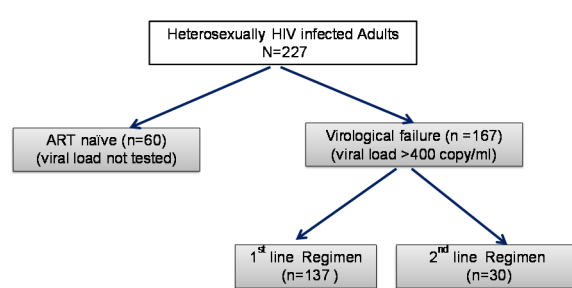 Heterosexually HIV infected Adults
N=227
ART naïve (n=60)
(viral load not tested)
Virological failure (n =167)
(viral load >400 copy/ml)
1st line Regimen
(n=137 )
2nd line Regimen
(n=30)